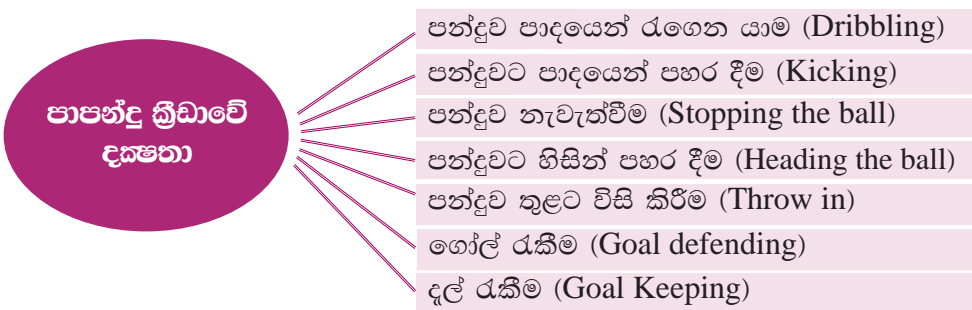 පාපන්දු ක්‍රීඩාවේ
දක්‍ෂතා
පන්දුව පාදයෙන් රැගෙන යාම (Dribbling)
පන්දුවට පාදයෙන් පහර දීම (Kicking)
පන්දුව නැවැත්වීම (Stopping the ball)
පන්දුවට හිසින් පහර දීම (Heading the ball)
පන්දුව තුළට විසි කිරීම (Throw in)
ගෝල් රැකීම (Goal defending)
දැල් රැකීම (Goal Keeping)